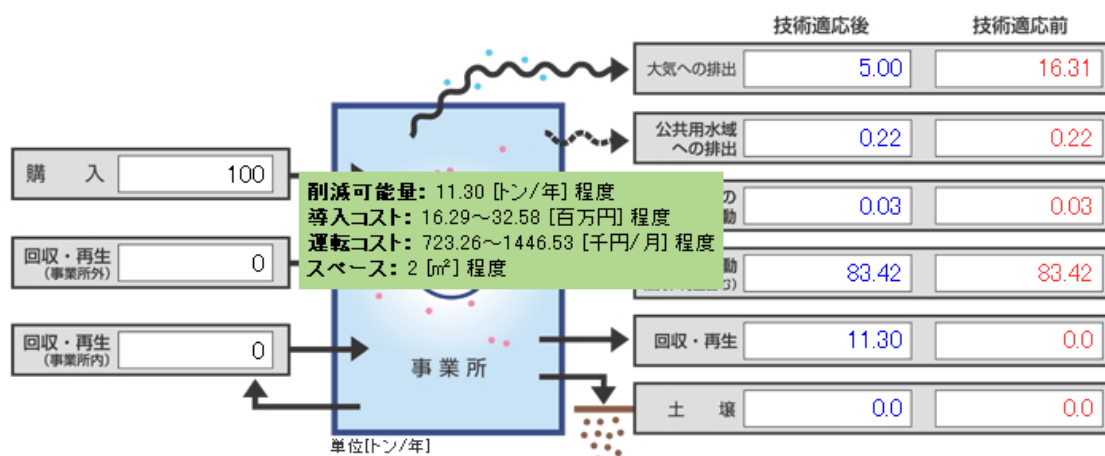 技術適応後 技術適応前
大気への排出 5.00 16.31
公共用水域
への排出 0.22 0.22
購 入 100
削減可能量: 11.30 [トン/年] 程度
導入コスト: 16.29～32.58 [百万円] 程度
運転コスト: 723.26～1446.53 [千円/月] 程度
スペース: 2 [㎡] 程度
の
動 0.03 0.03
回収・再生
(事業所外) 0
動 83.42 83.42
回収・再生
(事業所内) 0
事業所
回収・再生 11.30 0.0
土 壌 0.0 0.0
単位[トン/年]